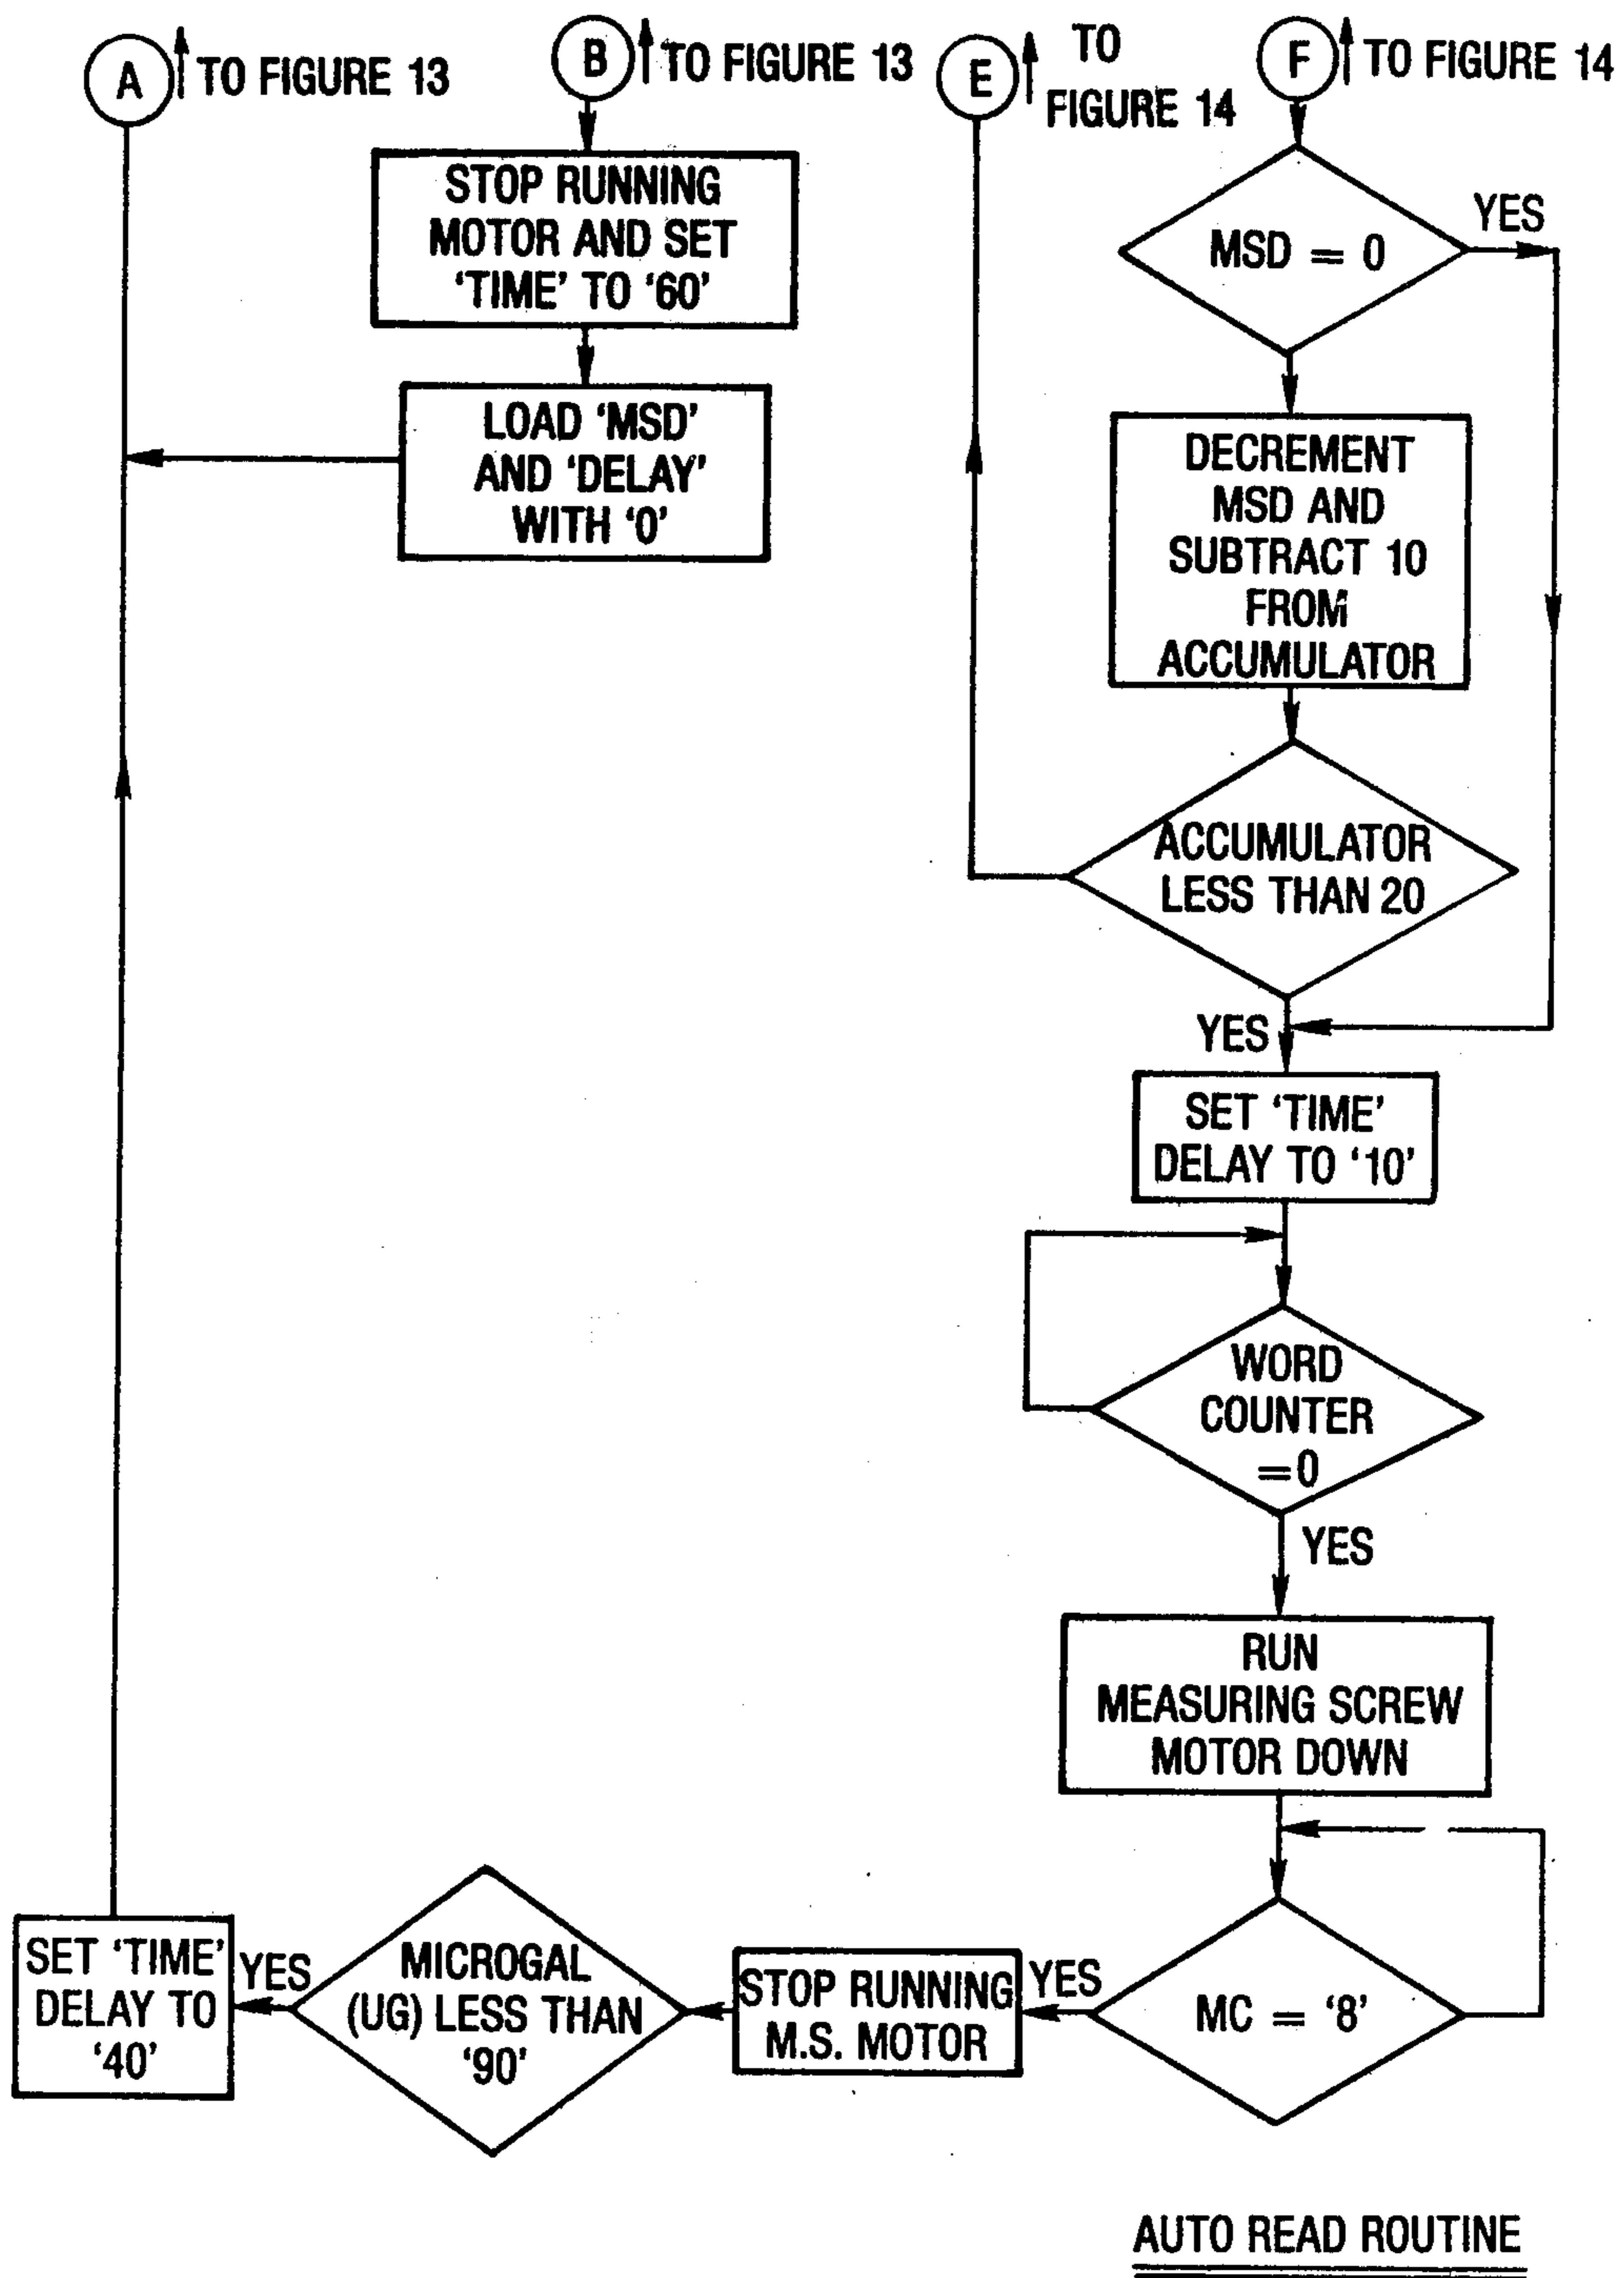 A
TO FIGURE 13
B
TO FIGURE 13
E
TO
FIGURE 14
F
TO FIGURE 14
STOP RUNNING
MOTOR AND SET
‘TIME’ TO ‘60’
LOAD ‘MSD’
AND ‘DELAY’
WITH ‘0’
MSD = 0
YES
DECREMENT
MSD AND
SUBTRACT 10
FROM
ACCUMULATOR
ACCUMULATOR
LESS THAN 20
YES
SET ‘TIME’
DELAY TO ‘10’
WORD
COUNTER
=0
YES
RUN
MEASURING SCREW
MOTOR DOWN
MC = ‘8’
YES
STOP RUNNING
M.S. MOTOR
MICROGAL
(UG) LESS THAN
‘90’
YES
SET ‘TIME’
DELAY TO
‘40’
AUTO READ ROUTINE